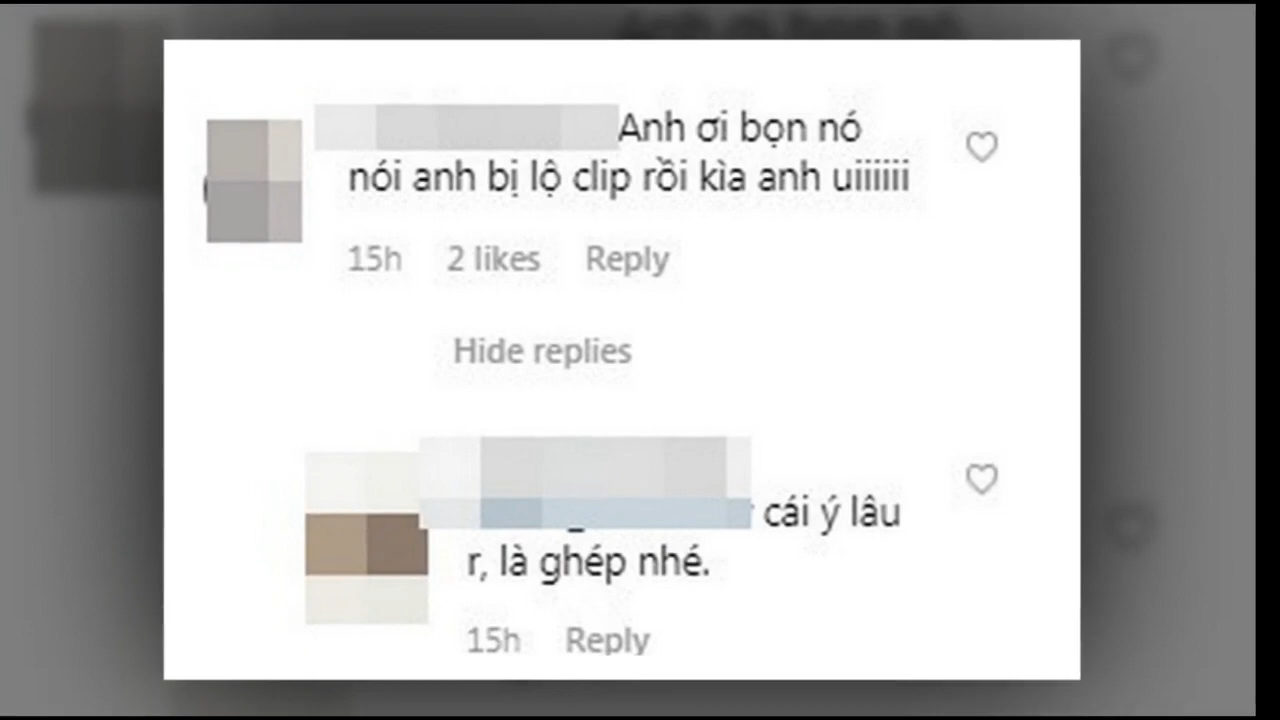 Anh ơi bọn nó
nói anh bị lộ clip rồi kìa anh uiiiiii
15h 2 likes Reply
Hide replies
cái ý lâu
r, là ghép nhé.
15h Reply